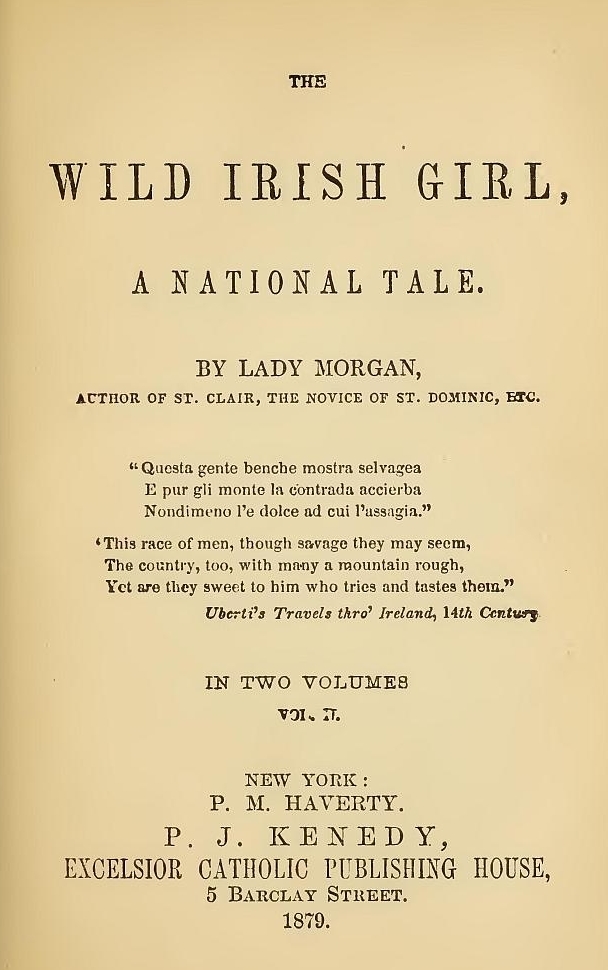 THE
WILD IRISH GIRL,
A NATIONAL TALE.
BY LADY MORGAN,
AUTHOR OF ST. CLAIR, THE NOVICE OF ST. DOMINIC, ETC.
“Questa gente benche mostra selvagea
E pur gli monte la contrada accierba
Nondimeno l’e dolce ad cui l’assagia.”
‘This race of men, though savage they may seem,
The country, too, with many a mountain rough,
Yet are they sweet to him who tries and tastes them.”
Uberti’s Travels thro’ Ireland, 14th Century
IN TWO VOLUMES
VOL. II.
NEW YORK:
P. M. HAVERTY.
P. J. KENEDY,
EXCELSIOR CATHOLIC PUBLISHING HOUSE,
5 BARCLAY STREET.
1879.